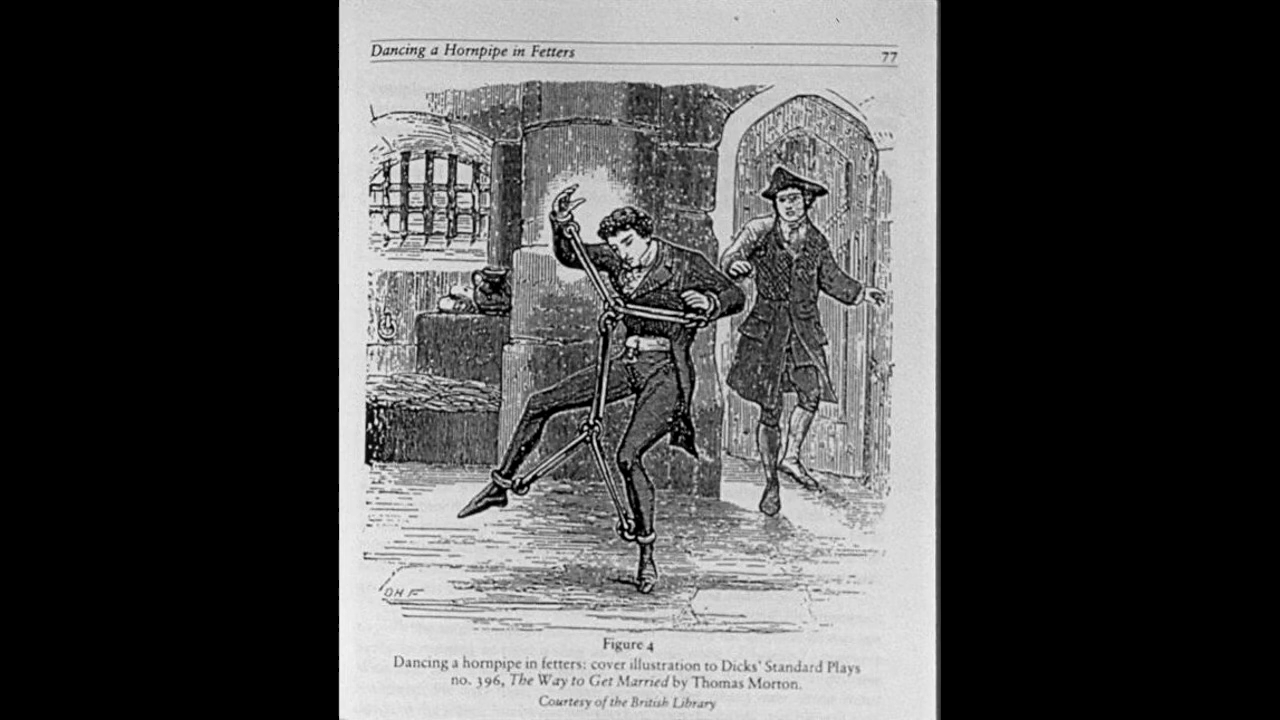 Dancing a Hornpipe in Fetters 77
OHF
Figure 4
Dancing a hornpipe in fetters: cover illustration to Dicks' Standard Plays
no. 396, The Way to Get Married by Thomas Morton.
Courtesy of the British Library